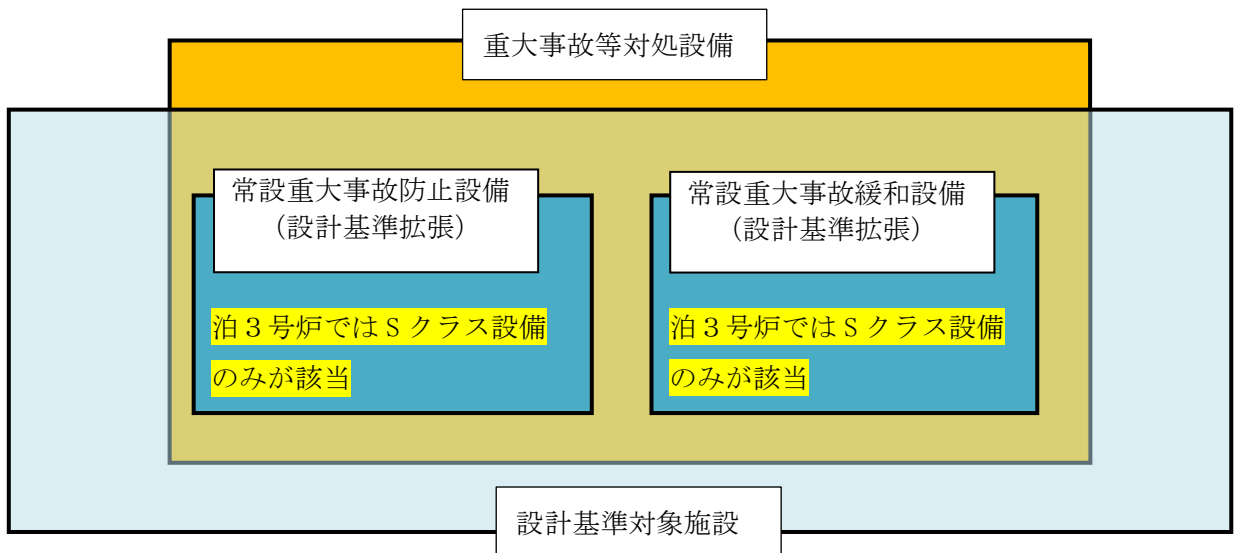 重大事故等対処設備
常設重大事故防止設備
（設計基準拡張）
泊３号炉ではＳクラス設備
のみが該当
常設重大事故緩和設備
（設計基準拡張）
泊３号炉ではＳクラス設備
のみが該当
設計基準対象施設